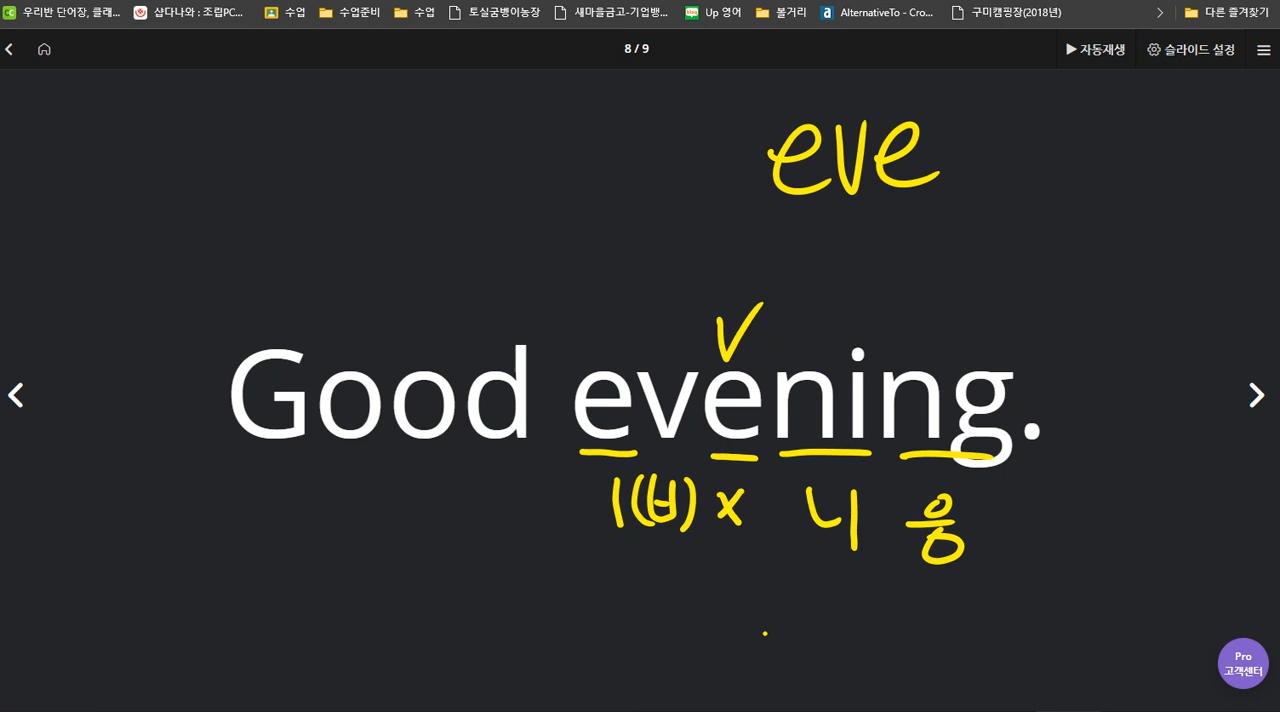 우리반 단어장, 클래... 샵다나와 : 조립PC... 수업 수업준비 수업 토실굼벵이농장 새마을금고-기업뱅... Up 영어 볼거리 AlternativeTo - Cro... 구미캠핑장(2018년) 다른 즐겨찾기
8 / 9 자동재생 슬라이드 설정
eve
Good evening.
ㅣ(ㅂ) x 니 응
Pro
고객센터